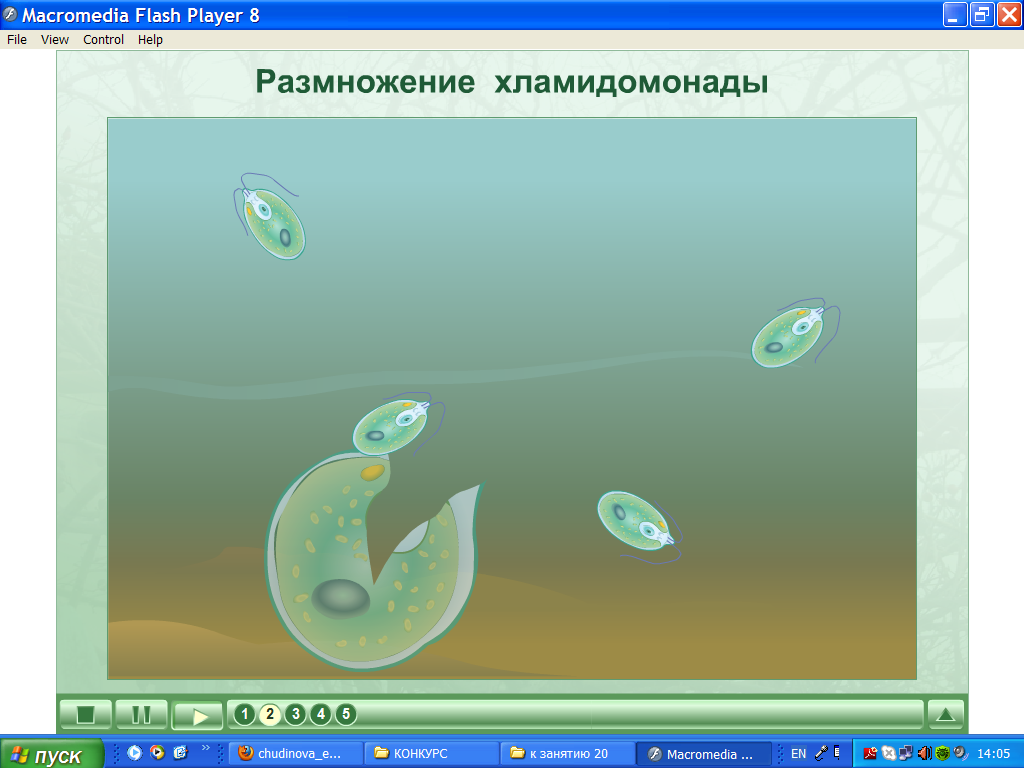 Macromedia Flash Player 8
File View Control Help
Размножение хламидомонады
1 2 3 4 5
пуск
chudinova_e...
КОНКУРС
к занятию 20
Macromedia ...
EN
14:05